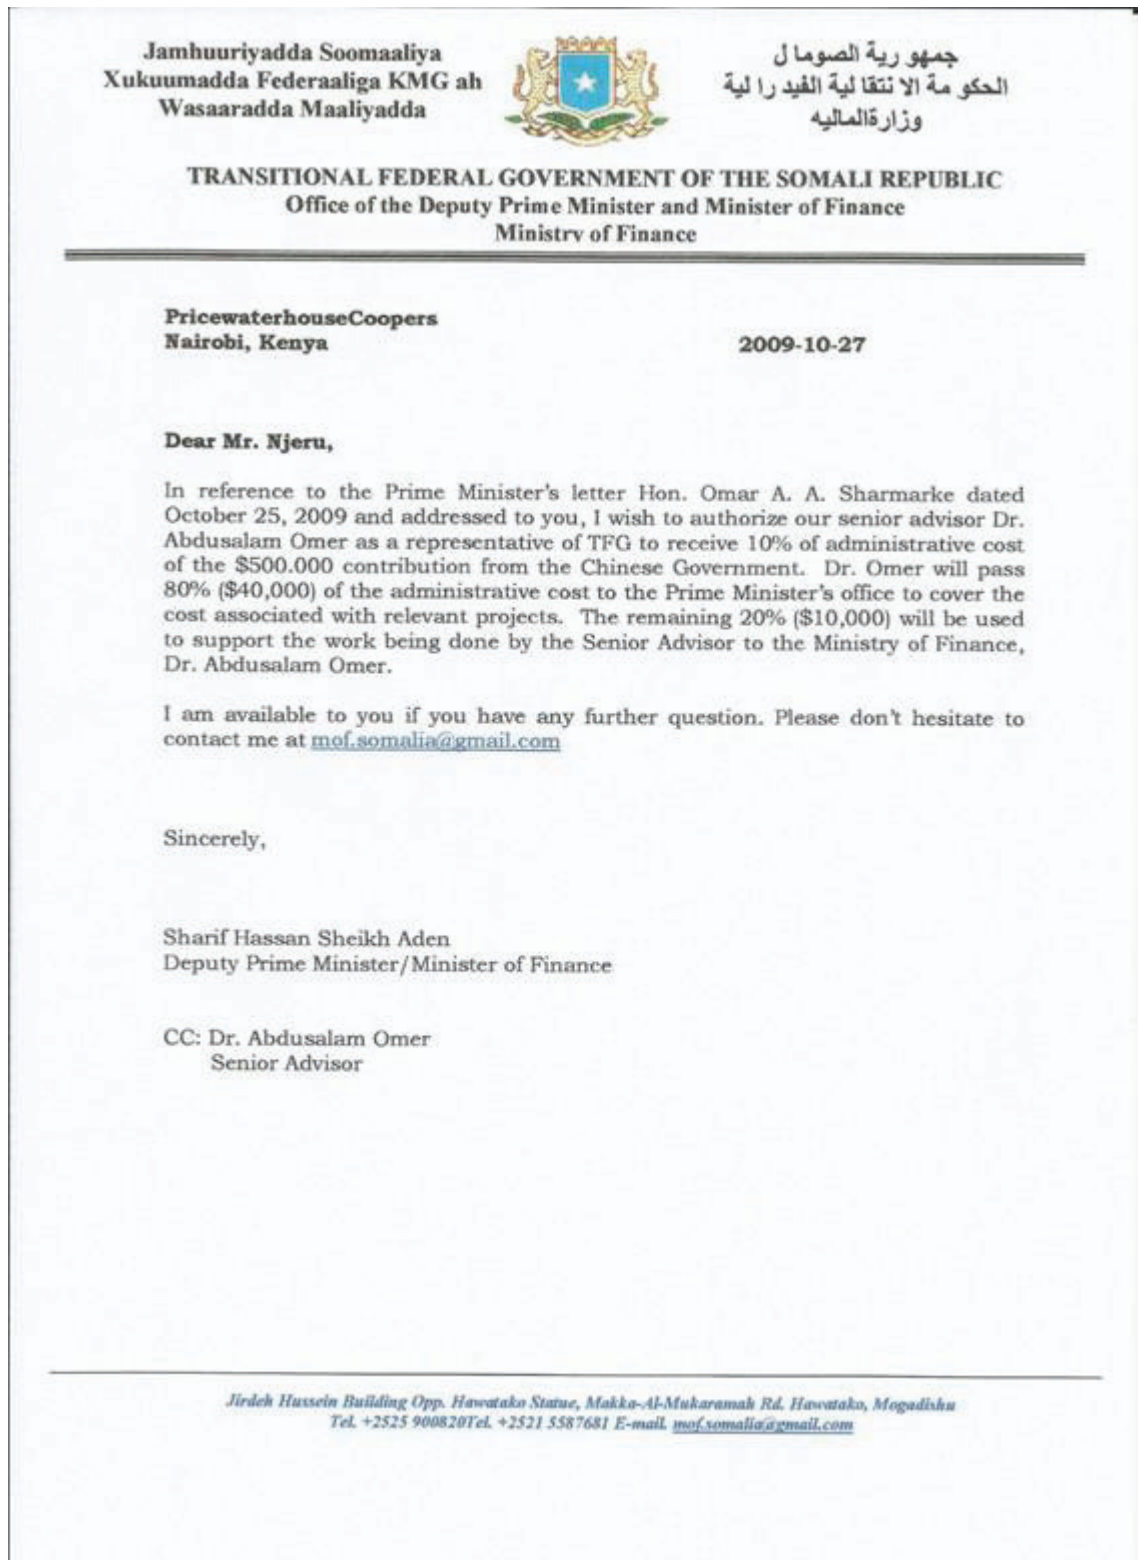 Jamhuuriyadda Soomaaliya
Xukuumadda Federaaliga KMG ah
Wasaaradda Maaliyadda
جمهو رية الصوما ل
الحكو مة الا نتقا لية الفيد را لية
وزارةالماليه
TRANSITIONAL FEDERAL GOVERNMENT OF THE SOMALI REPUBLIC
Office of the Deputy Prime Minister and Minister of Finance
Ministry of Finance
PricewaterhouseCoopers
Nairobi, Kenya 2009-10-27
Dear Mr. Njeru,
In reference to the Prime Minister's letter Hon. Omar A. A. Sharmarke dated
October 25, 2009 and addressed to you, I wish to authorize our senior advisor Dr.
Abdusalam Omer as a representative of TFG to receive 10% of administrative cost
of the $500.000 contribution from the Chinese Government. Dr. Omer will pass
80% ($40,000) of the administrative cost to the Prime Minister's office to cover the
cost associated with relevant projects. The remaining 20% ($10,000) will be used
to support the work being done by the Senior Advisor to the Ministry of Finance,
Dr. Abdusalam Omer.
I am available to you if you have any further question. Please don't hesitate to
contact me at mof.somalia@gmail.com
Sincerely,
Sharif Hassan Sheikh Aden
Deputy Prime Minister/Minister of Finance
CC: Dr. Abdusalam Omer
Senior Advisor
Jirdeh Hussein Building Opp. Hawatako Statue, Makka-Al-Mukaramah Rd. Hawatako, Mogadishu
Tel. +2525 900820Tel. +2521 5587681 E-mail. mof.somalia@gmail.com